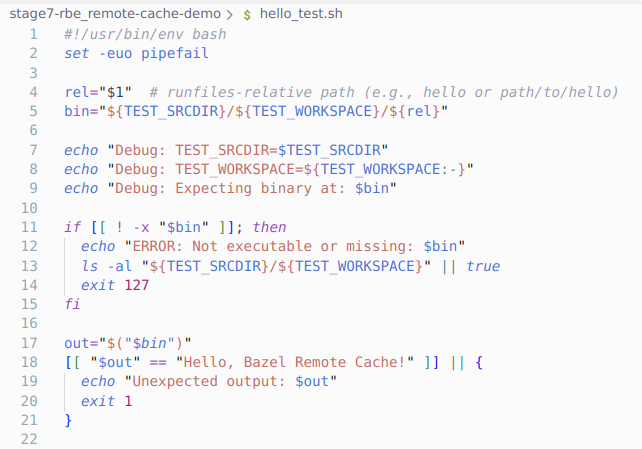 stage7-rbe_remote-cache-demo > $ hello_test.sh
1 #!/usr/bin/env bash
2 set -euo pipefail
3
4 rel="$1"  # runfiles-relative path (e.g., hello or path/to/hello)
5 bin="${TEST_SRCDIR}/${TEST_WORKSPACE}/${rel}"
6
7 echo "Debug: TEST_SRCDIR=$TEST_SRCDIR"
8 echo "Debug: TEST_WORKSPACE=${TEST_WORKSPACE:-}"
9 echo "Debug: Expecting binary at: $bin"
10
11 if [[ ! -x "$bin" ]]; then
12   echo "ERROR: Not executable or missing: $bin"
13   ls -al "${TEST_SRCDIR}/${TEST_WORKSPACE}" || true
14   exit 127
15 fi
16
17 out="$("$bin")"
18 [[ "$out" == "Hello, Bazel Remote Cache!" ]] || {
19   echo "Unexpected output: $out"
20   exit 1
21 }
22